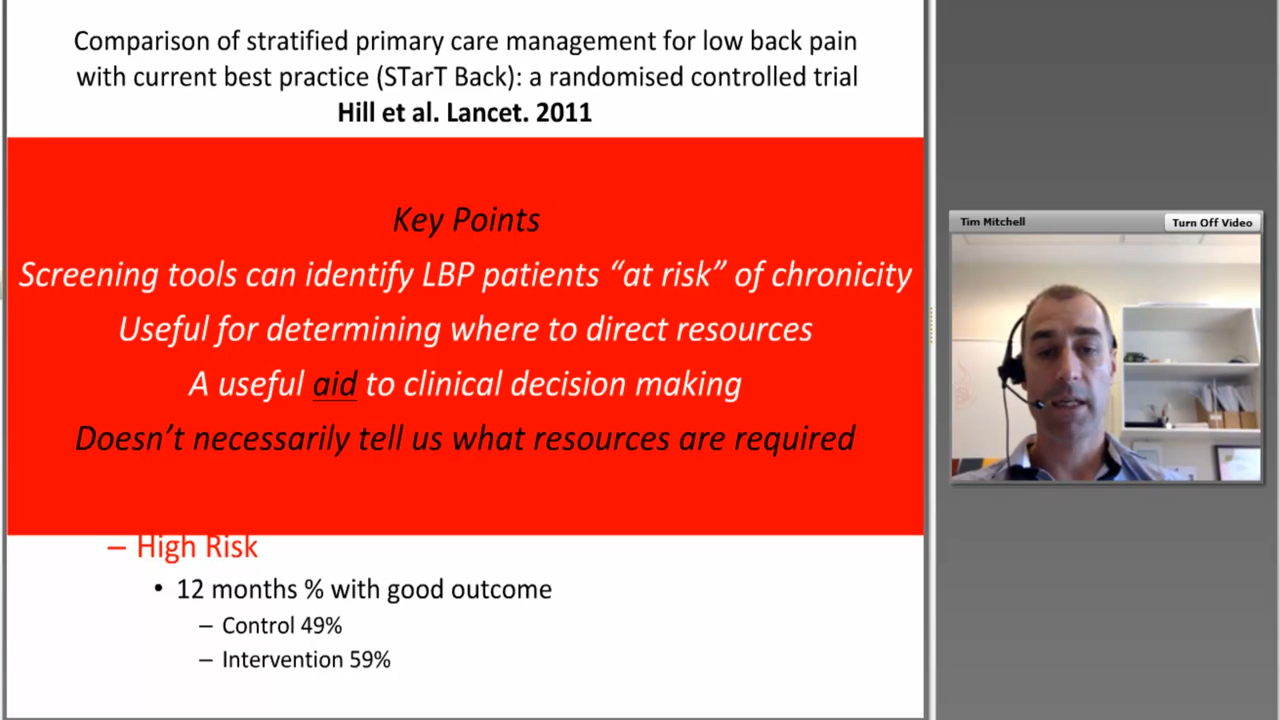 Comparison of stratified primary care management for low back pain
with current best practice (STarT Back): a randomised controlled trial
Hill et al. Lancet. 2011
Key Points
Screening tools can identify LBP patients “at risk” of chronicity
Useful for determining where to direct resources
A useful aid to clinical decision making
Doesn’t necessarily tell us what resources are required
– High Risk
• 12 months % with good outcome
– Control 49%
– Intervention 59%
Tim Mitchell
Turn Off Video